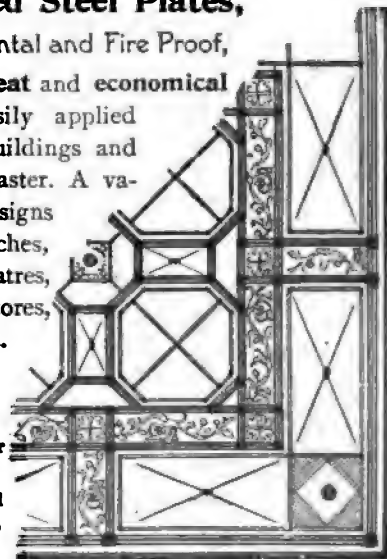 ed Steel Plates,
ntal and Fire Proof,
eat and economical
sily applied
uildings and
aster. A va-
signs
ches,
atres,
ores,
r